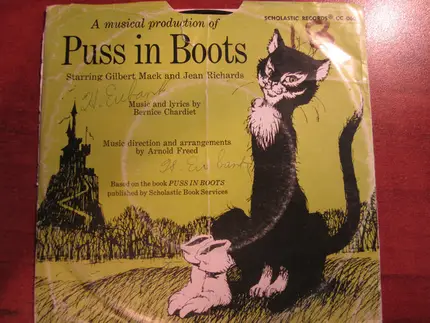 A musical production of
SCHOLASTIC RECORDS® CC
Puss in Boots
Starring Gilbert Mack and Jean Richards
Music and lyrics by
Bernice Chardiet
Music direction and arrangements
by Arnold Freed
Based on the book PUSS IN BOOTS
published by Scholastic Book Services